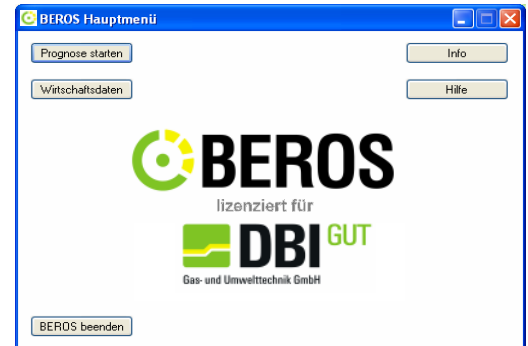 BEROS Hauptmenü
Prognose starten
Info
Wirtschaftsdaten
Hilfe
BEROS
lizenziert für
DBI GUT
Gas- und Umwelttechnik GmbH
BEROS beenden